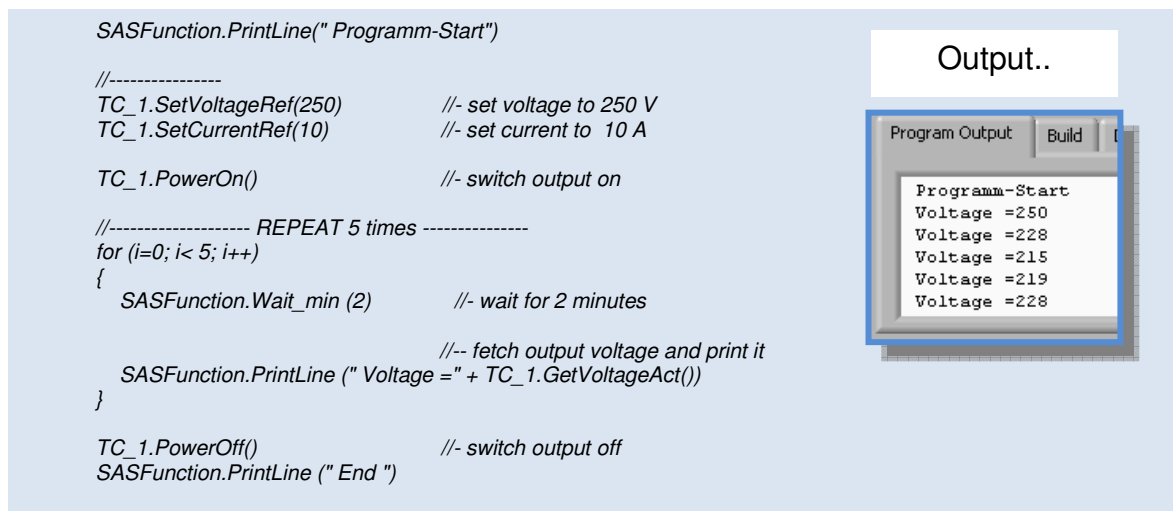 SASFunction.PrintLine(" Programm-Start")
//----------------
TC_1.SetVoltageRef(250) //- set voltage to 250 V
TC_1.SetCurrentRef(10) //- set current to 10 A
TC_1.PowerOn() //- switch output on
//-------------------- REPEAT 5 times ---------------
for (i=0; i< 5; i++)
{
SASFunction.Wait_min (2) //- wait for 2 minutes
//-- fetch output voltage and print it
SASFunction.PrintLine (" Voltage =" + TC_1.GetVoltageAct())
}
TC_1.PowerOff() //- switch output off
SASFunction.PrintLine (" End ")
Output..
Program Output Build
Programm-Start
Voltage =250
Voltage =228
Voltage =215
Voltage =219
Voltage =228